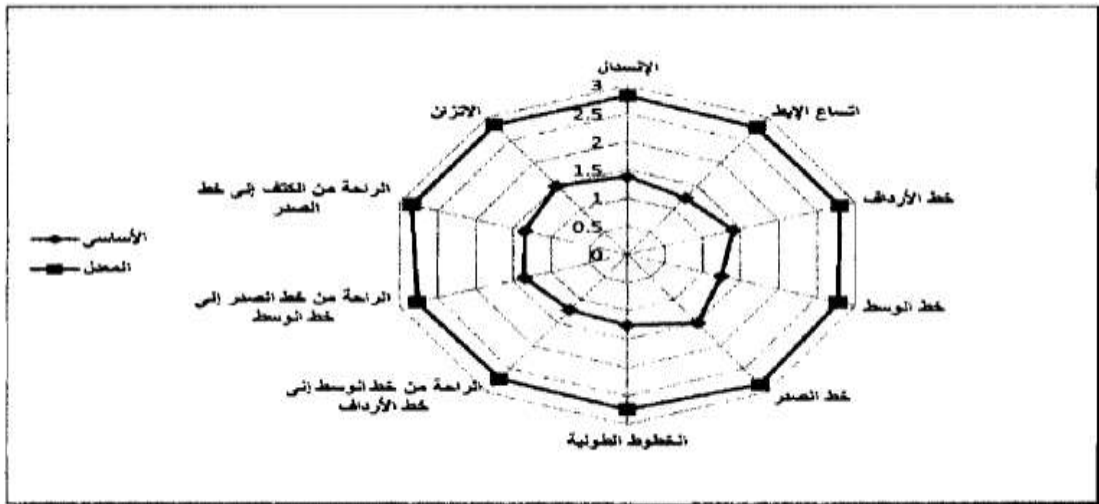 الإنسدال
3
2.5
2
1.5
1
0.5
0
اتساع الإبط
خط الأرداف
خط الوسط
خط الصدر
الخطوط الطولية
الراحة من خط الوسط إلى
خط الأرداف
الراحة من خط الصدر إلى
خط الوسط
الراحة من الكتف إلى خط
الصدر
الاتزان
الأساسى
المعدل